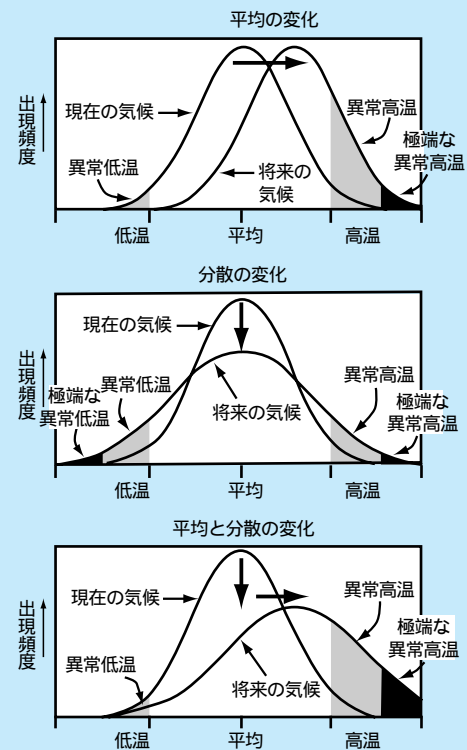 平均の変化
出現頻度
現在の気候
異常低温
将来の
気候
異常高温
極端な
異常高温
低温
平均
高温
分散の変化
出現頻度
現在の気候
異常低温
極端な
異常低温
将来の気候
異常高温
極端な
異常高温
低温
平均
高温
平均と分散の変化
出現頻度
現在の気候
異常低温
将来の気候
異常高温
極端な
異常高温
低温
平均
高温